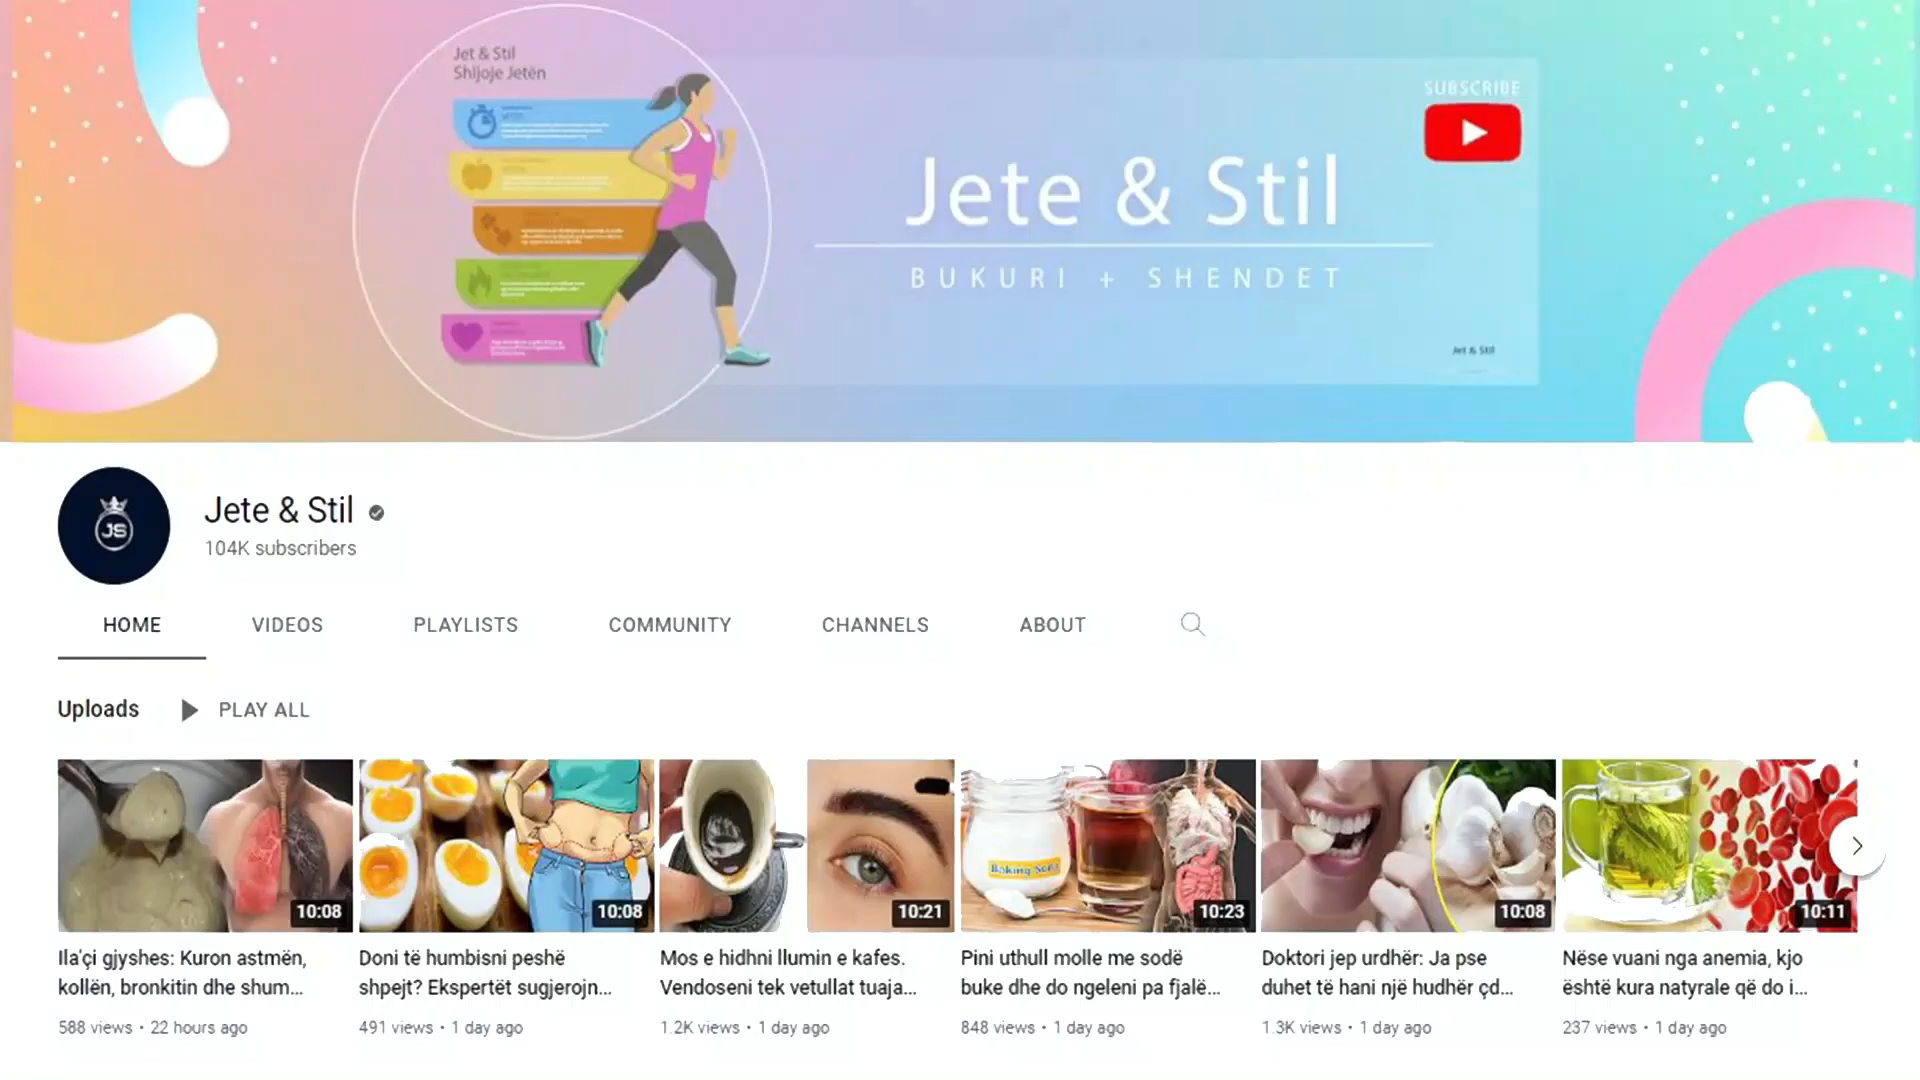 Jet & Stil
Shijoje Jetën
SUBSCRIBE
Jete & Stil
BUKURI + SHENDET
Jet & Stil
JS
Jete & Stil
104K subscribers
HOME VIDEOS PLAYLISTS COMMUNITY CHANNELS ABOUT
Uploads PLAY ALL
Baking Soda
10:08 10:08 10:21 10:23 10:08 10:11
Ila'çi gjyshes: Kuron astmën,
kollën, bronkitin dhe shum...
588 views • 22 hours ago
Doni të humbisni peshë
shpejt? Ekspertët sugjerojn...
491 views • 1 day ago
Mos e hidhni llumin e kafes.
Vendoseni tek vetullat tuaja...
1.2K views • 1 day ago
Pini uthull molle me sodë
buke dhe do ngeleni pa fjalë...
848 views • 1 day ago
Doktori jep urdhër: Ja pse
duhet të hani një hudhër çd...
1.3K views • 1 day ago
Nëse vuani nga anemia, kjo
është kura natyrale që do i...
237 views • 1 day ago